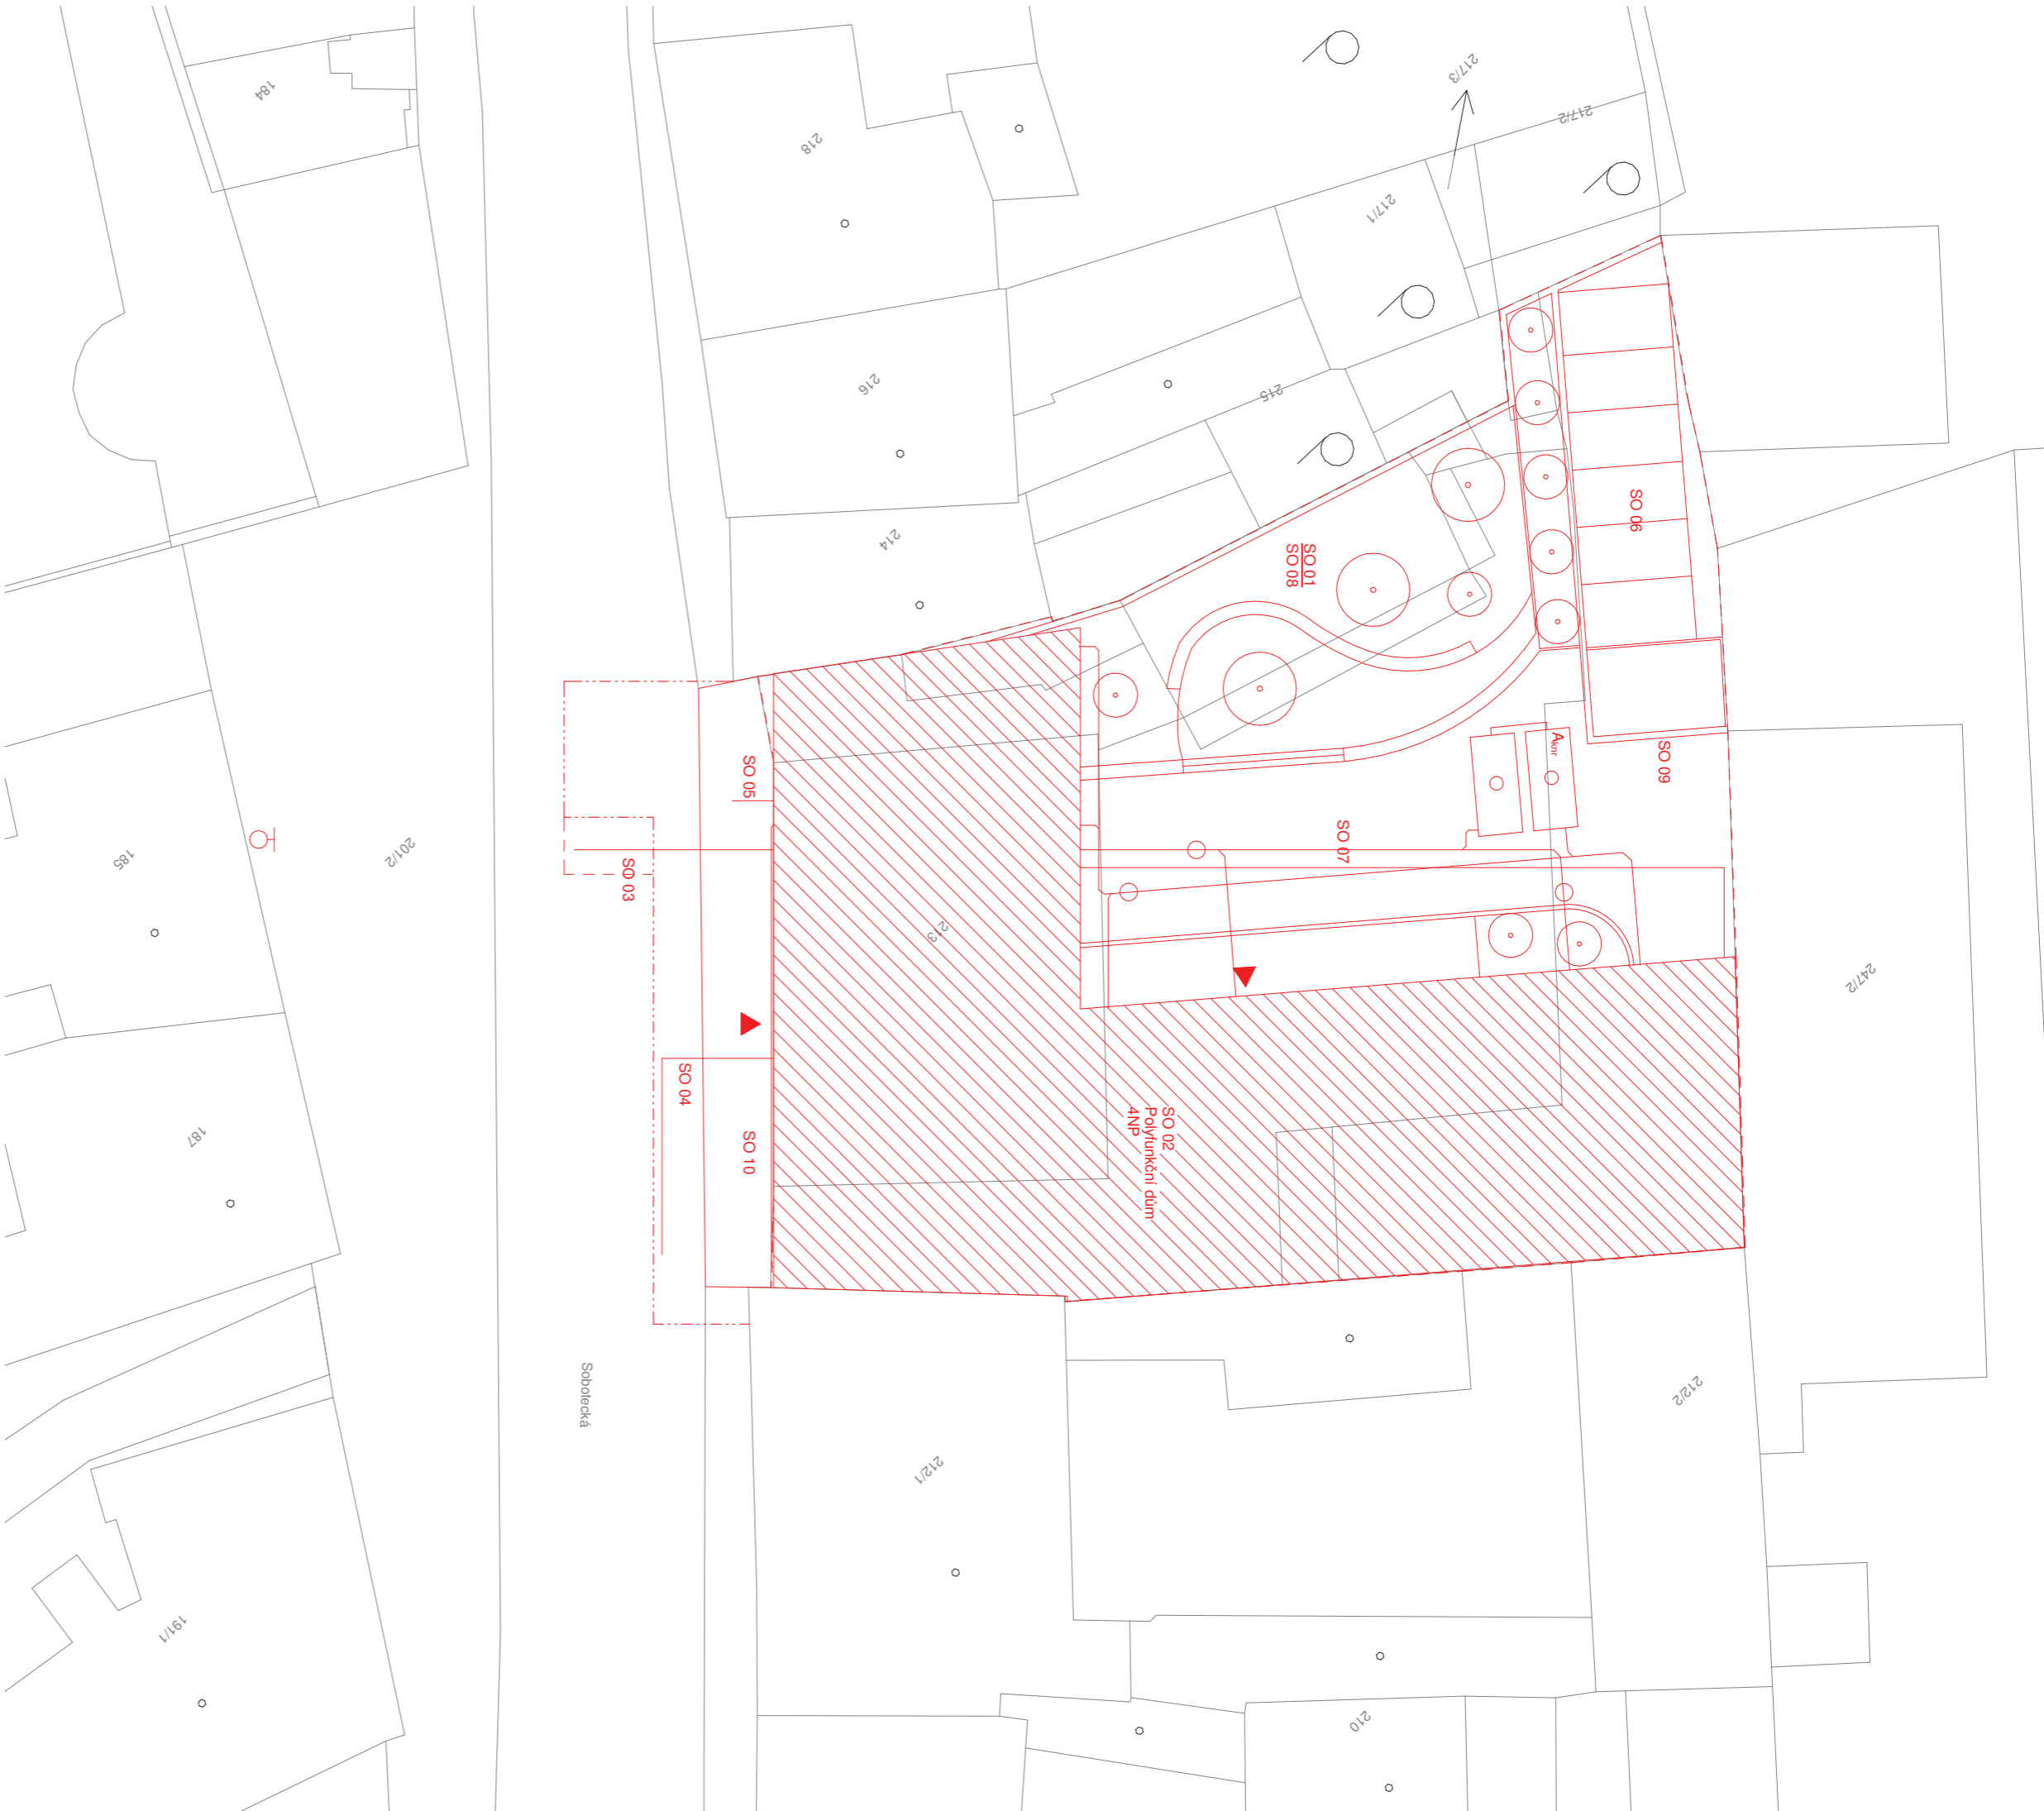 184
218
217/3
217/2
217/1
216
215
214
SO 06
SO 01
SO 08
SO 05
Aknr
SO 09
SO 07
SO 03
185
201/2
213
247/2
SO 04
SO 10
SO 02
Polyfunkční dům
4NP
187
Sobotecká
212/2
212/1
191/1
210